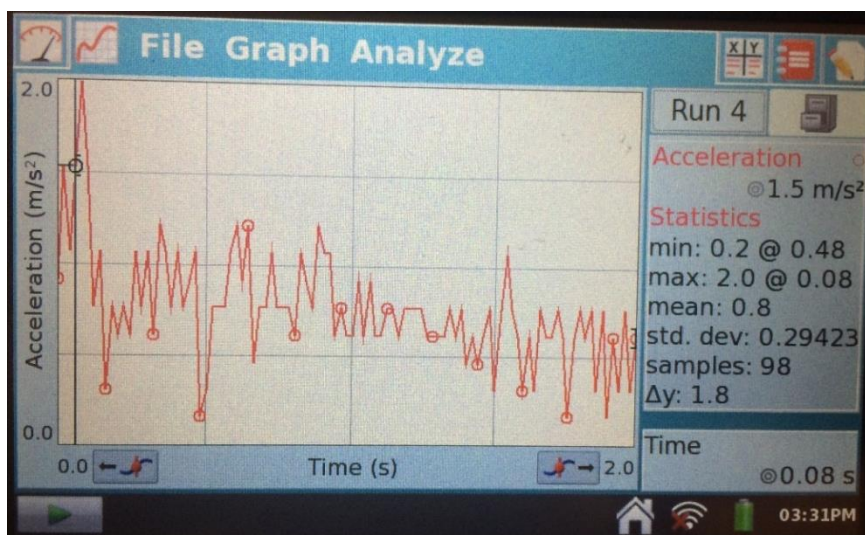 File Graph Analyze
X Y
2.0
Acceleration (m/s²)
0.0
0.0
Time (s)
2.0
Run 4
Acceleration
1.5 m/s²
Statistics
min: 0.2 @ 0.48
max: 2.0 @ 0.08
mean: 0.8
std. dev: 0.29423
samples: 98
Δy: 1.8
Time
0.08 s
03:31PM